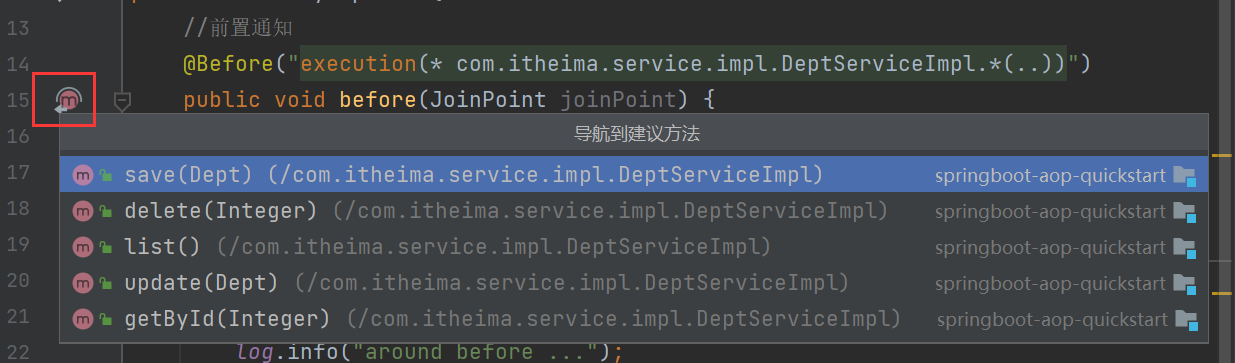 13 //前置通知
14 @Before("execution(* com.itheima.service.impl.DeptServiceImpl.*(..))")
15 public void before(JoinPoint joinPoint) {
16 导航到建议方法
17 save(Dept) (/com.itheima.service.impl.DeptServiceImpl) springboot-aop-quickstart
18 delete(Integer) (/com.itheima.service.impl.DeptServiceImpl) springboot-aop-quickstart
19 list() (/com.itheima.service.impl.DeptServiceImpl) springboot-aop-quickstart
20 update(Dept) (/com.itheima.service.impl.DeptServiceImpl) springboot-aop-quickstart
21 getById(Integer) (/com.itheima.service.impl.DeptServiceImpl) springboot-aop-quickstart
22 log.info("around before ...");